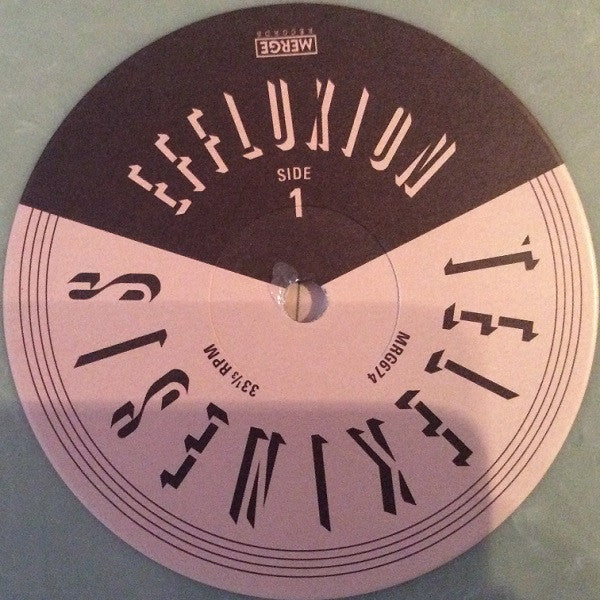 MERGE
RECORDS
EFFLUXION
SIDE
1
TELEKINESIS
MRG674
33⅓ RPM